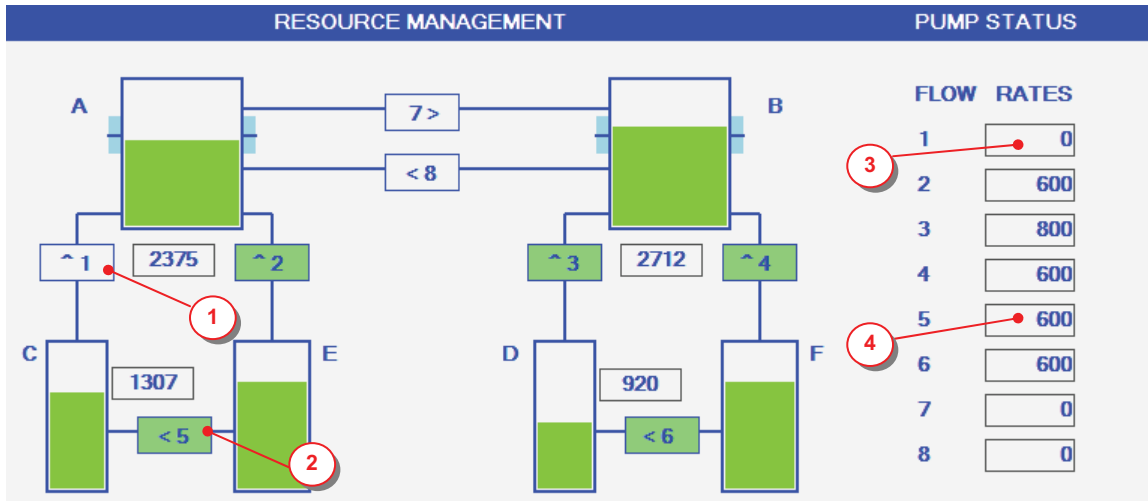 RESOURCE MANAGEMENT PUMP STATUS
A 7 > B
< 8
^ 1 2375 ^ 2 ^ 3 2712 ^ 4
1
C E D F
1307 920
< 5 < 6
2
FLOW RATES
1 0
3
2 600
3 800
4 600
5 600
4
6 600
7 0
8 0